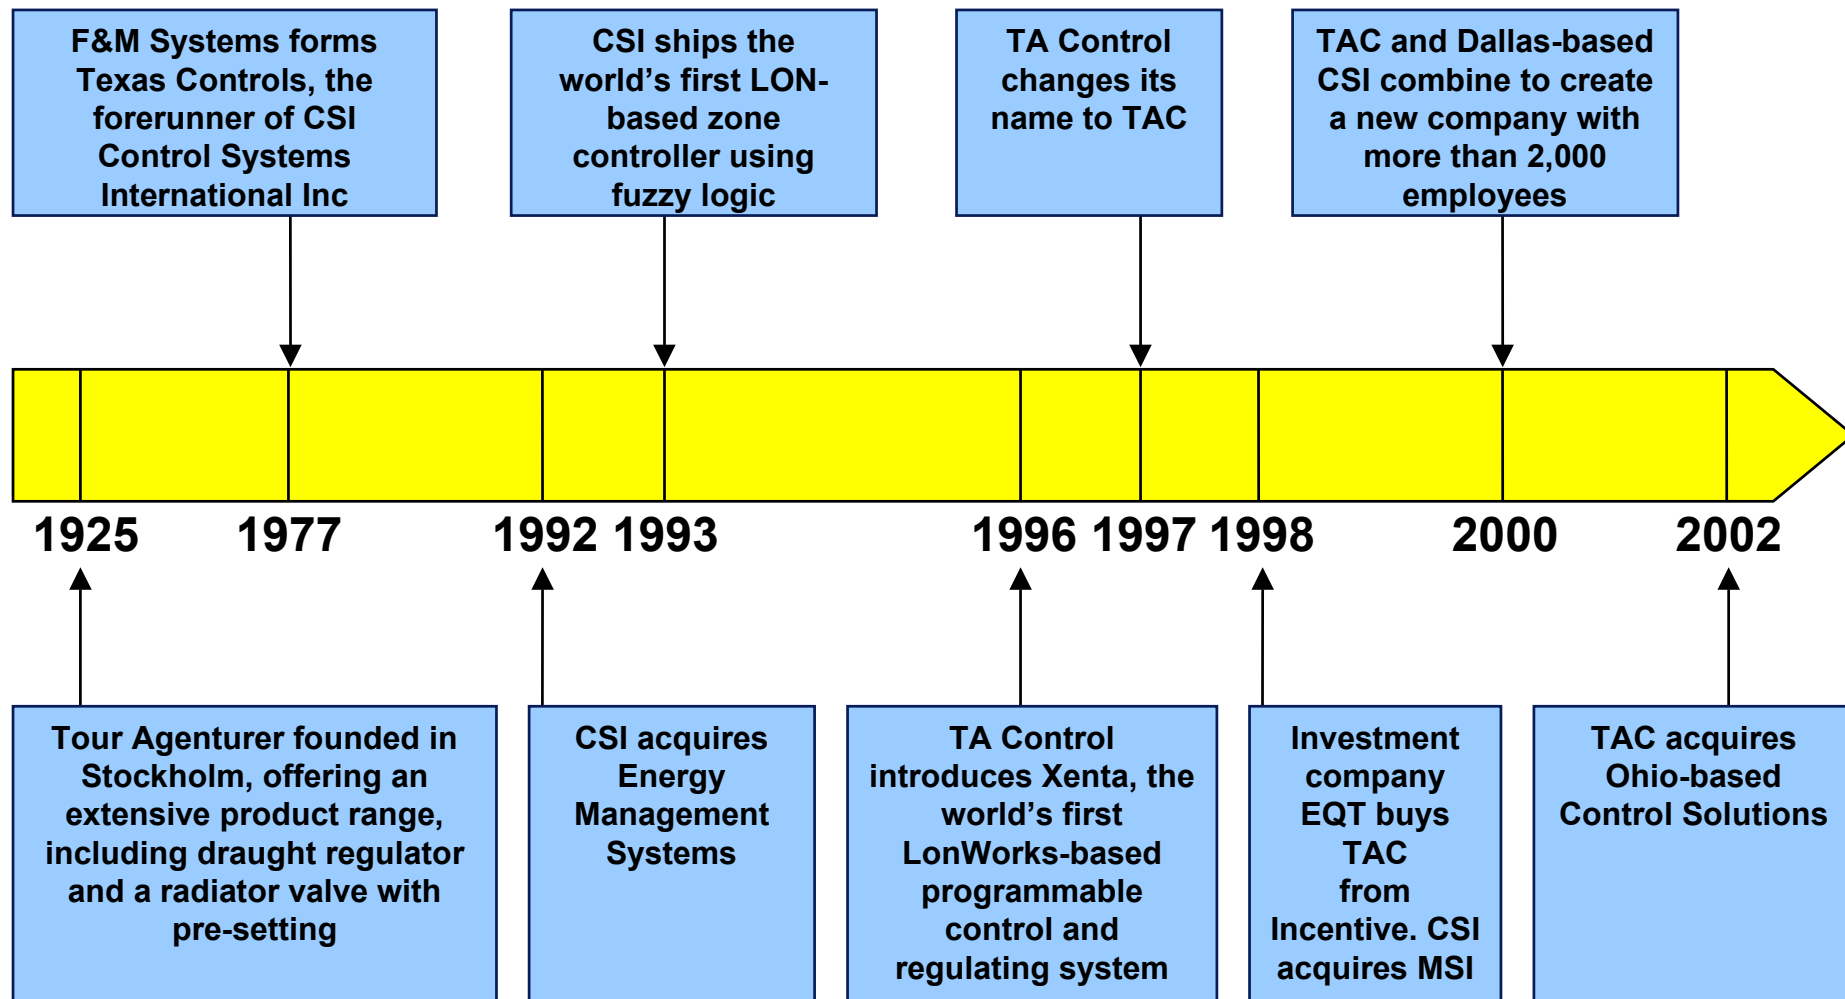 F&M Systems forms
Texas Controls, the
forerunner of CSI
Control Systems
International Inc
CSI ships the
world’s first LON-
based zone
controller using
fuzzy logic
TA Control
changes its
name to TAC
TAC and Dallas-based
CSI combine to create
a new company with
more than 2,000
employees
1925
1977
1992
1993
1996
1997
1998
2000
2002
Tour Agenturer founded in
Stockholm, offering an
extensive product range,
including draught regulator
and a radiator valve with
pre-setting
CSI acquires
Energy
Management
Systems
TA Control
introduces Xenta, the
world’s first
LonWorks-based
programmable
control and
regulating system
Investment
company
EQT buys
TAC
from
Incentive. CSI
acquires MSI
TAC acquires
Ohio-based
Control Solutions